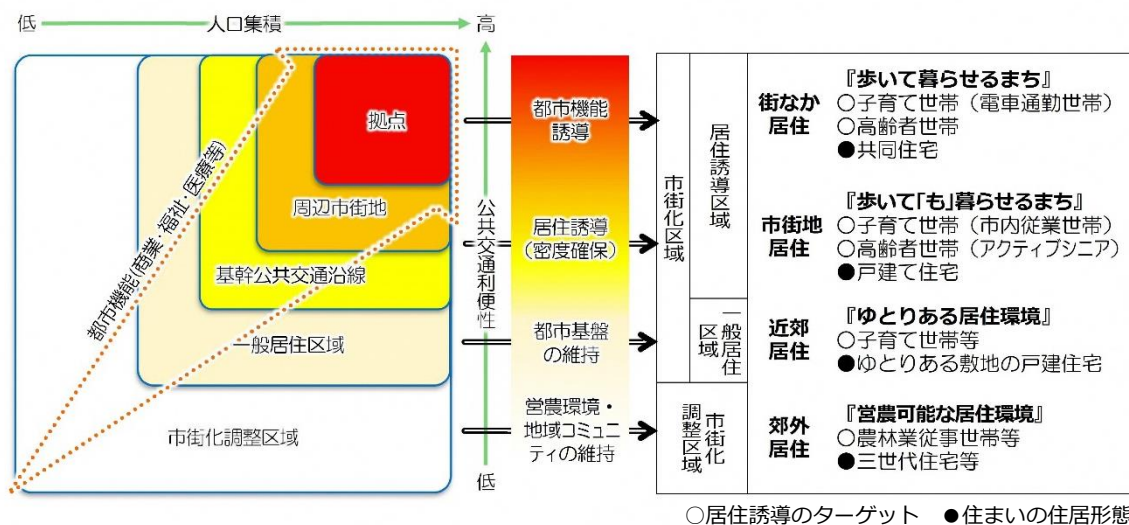 低 人口集積 高
拠点
周辺市街地
基幹公共交通沿線
一般居住区域
市街化調整区域
都市機能(商業・福祉・医療等)
公共交通利便性
低
都市機能
誘導
居住誘導
(密度確保)
都市基盤
の維持
営農環境・
地域コミュニ
ティの維持
市街化区域
居住誘導区域
一般居住
区域
市街化
調整区域
街なか
居住
『歩いて暮らせるまち』
○子育て世帯(電車通勤世帯)
○高齢者世帯
●共同住宅
市街地
居住
『歩いて｢も｣暮らせるまち』
○子育て世帯(市内従業世帯)
○高齢者世帯(アクティブシニア)
●戸建て住宅
近郊
居住
『ゆとりある居住環境』
○子育て世帯等
●ゆとりある敷地の戸建住宅
郊外
居住
『営農可能な居住環境』
○農林業従事世帯等
●三世代住宅等
○居住誘導のターゲット ●住まいの住居形態